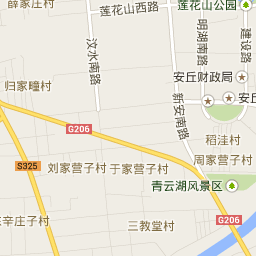 薛家庄村
莲花山西路
莲花山公园
汶水南路
明湖南路
建设路
安丘财政局
归家疃村
安丘
新安南路
G206
稻洼村
周家营子村
S325
刘家营子村
于家营子村
青云湖风景区
G206
辛庄子村
三教堂村